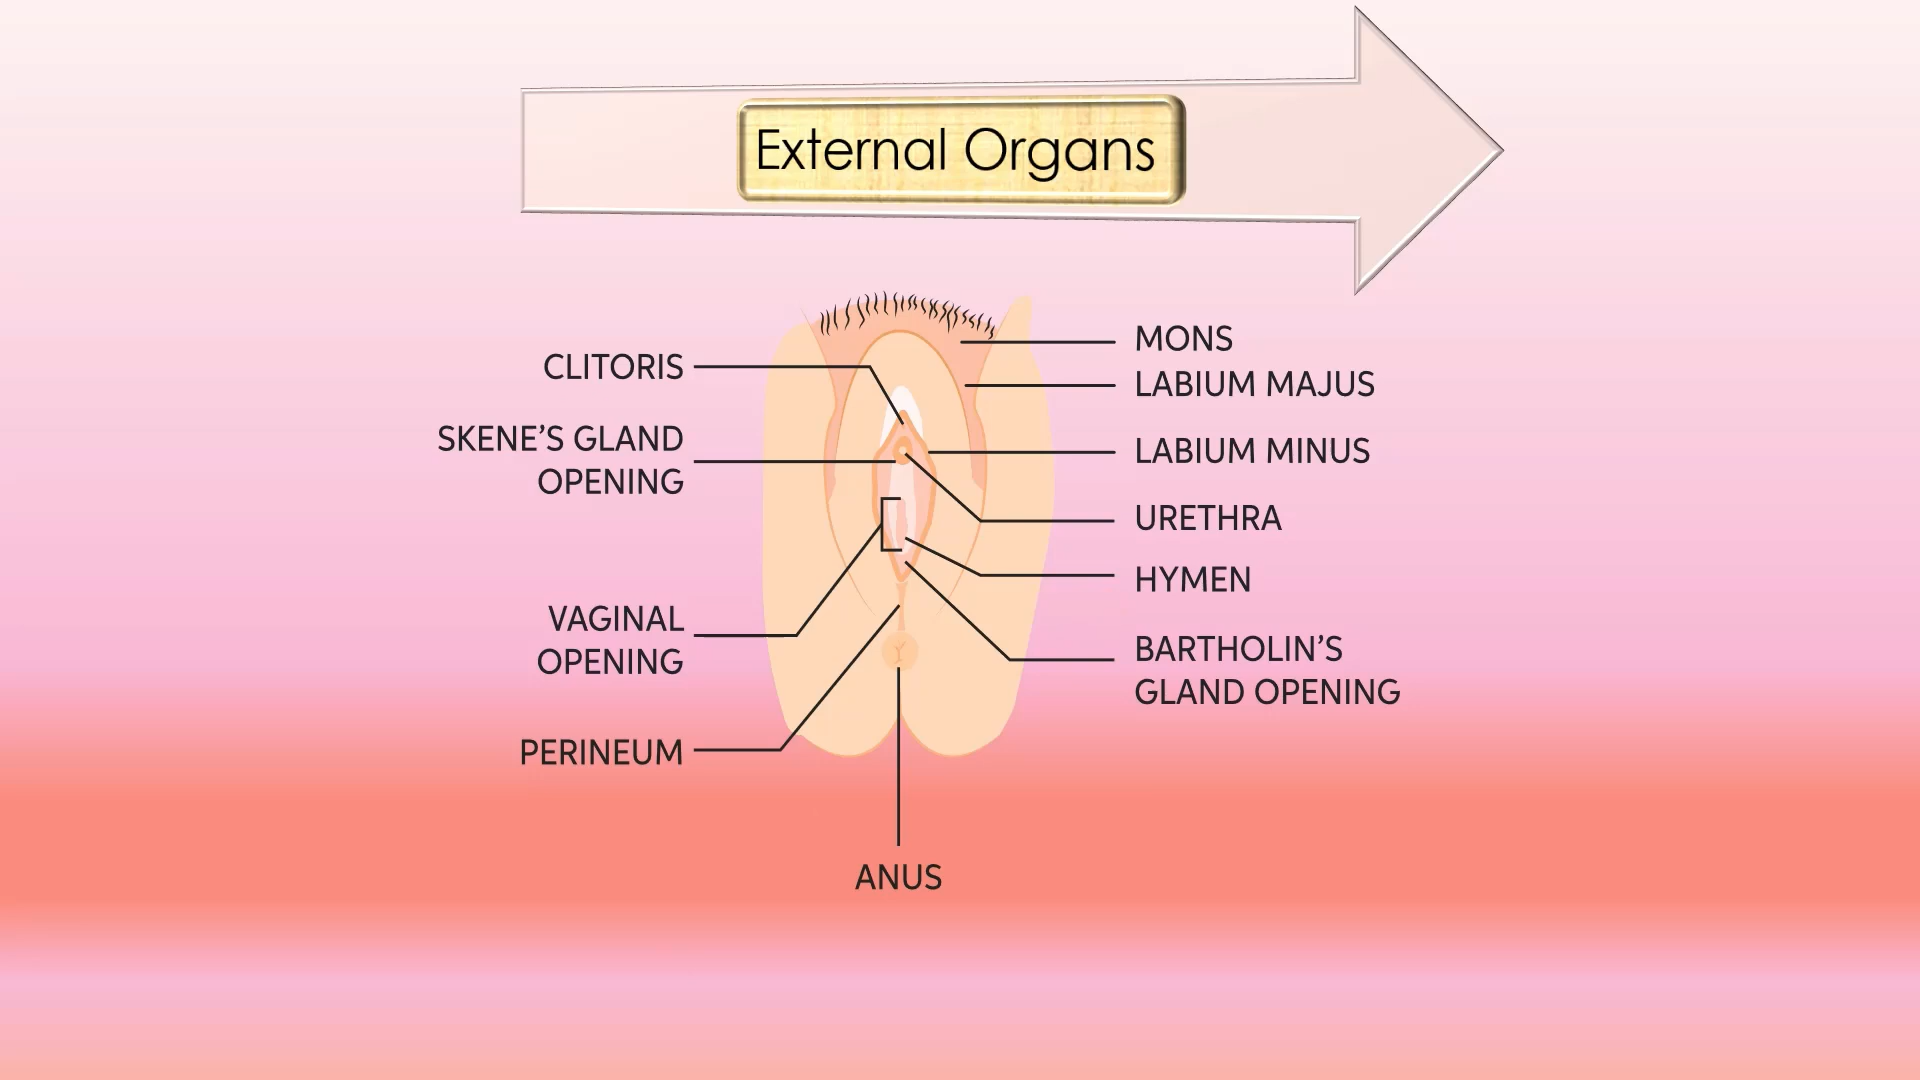 External Organs
CLITORIS
SKENE’S GLAND
OPENING
VAGINAL
OPENING
PERINEUM
ANUS
MONS
LABIUM MAJUS
LABIUM MINUS
URETHRA
HYMEN
BARTHOLIN’S
GLAND OPENING